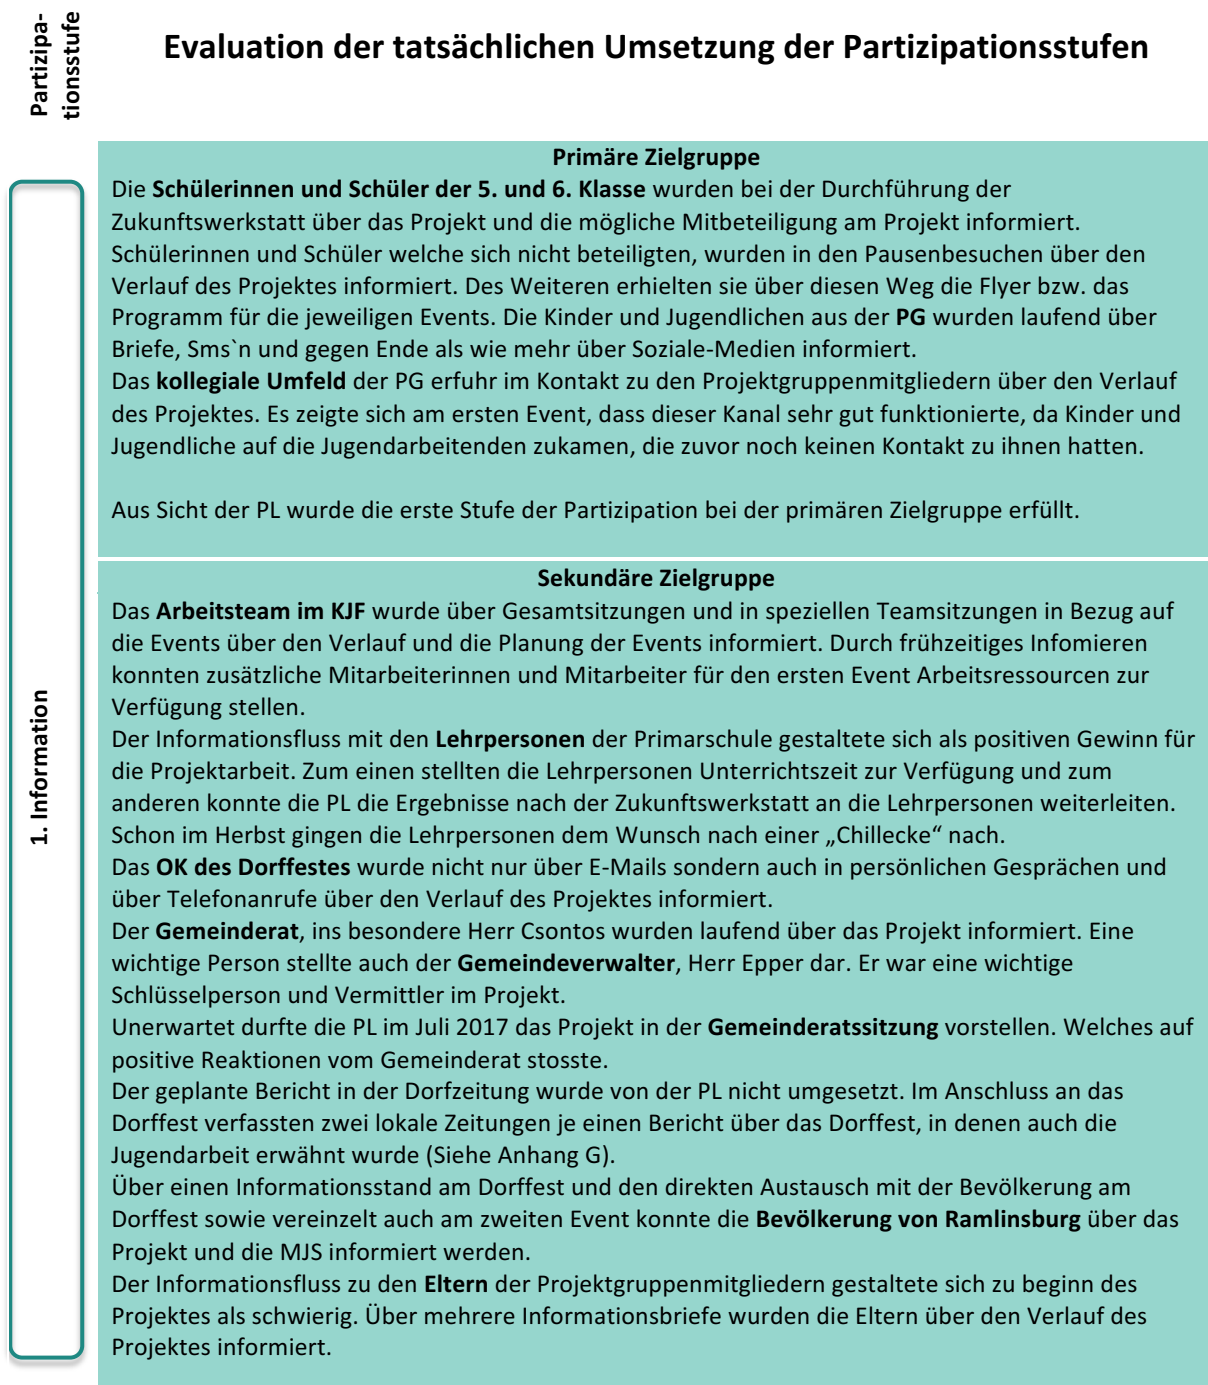 Partizipa-
tionsstufe
Evaluation der tatsächlichen Umsetzung der Partizipationsstufen
1. Information
Primäre Zielgruppe
Die Schülerinnen und Schüler der 5. und 6. Klasse wurden bei der Durchführung der
Zukunftswerkstatt über das Projekt und die mögliche Mitbeteiligung am Projekt informiert.
Schülerinnen und Schüler welche sich nicht beteiligten, wurden in den Pausenbesuchen über den
Verlauf des Projektes informiert. Des Weiteren erhielten sie über diesen Weg die Flyer bzw. das
Programm für die jeweiligen Events. Die Kinder und Jugendlichen aus der PG wurden laufend über
Briefe, Sms`n und gegen Ende als wie mehr über Soziale-Medien informiert.
Das kollegiale Umfeld der PG erfuhr im Kontakt zu den Projektgruppenmitgliedern über den Verlauf
des Projektes. Es zeigte sich am ersten Event, dass dieser Kanal sehr gut funktionierte, da Kinder und
Jugendliche auf die Jugendarbeitenden zukamen, die zuvor noch keinen Kontakt zu ihnen hatten.
Aus Sicht der PL wurde die erste Stufe der Partizipation bei der primären Zielgruppe erfüllt.
Sekundäre Zielgruppe
Das Arbeitsteam im KJF wurde über Gesamtsitzungen und in speziellen Teamsitzungen in Bezug auf
die Events über den Verlauf und die Planung der Events informiert. Durch frühzeitiges Infomieren
konnten zusätzliche Mitarbeiterinnen und Mitarbeiter für den ersten Event Arbeitsressourcen zur
Verfügung stellen.
Der Informationsfluss mit den Lehrpersonen der Primarschule gestaltete sich als positiven Gewinn für
die Projektarbeit. Zum einen stellten die Lehrpersonen Unterrichtszeit zur Verfügung und zum
anderen konnte die PL die Ergebnisse nach der Zukunftswerkstatt an die Lehrpersonen weiterleiten.
Schon im Herbst gingen die Lehrpersonen dem Wunsch nach einer „Chillecke“ nach.
Das OK des Dorffestes wurde nicht nur über E-Mails sondern auch in persönlichen Gesprächen und
über Telefonanrufe über den Verlauf des Projektes informiert.
Der Gemeinderat, ins besondere Herr Csontos wurden laufend über das Projekt informiert. Eine
wichtige Person stellte auch der Gemeindeverwalter, Herr Epper dar. Er war eine wichtige
Schlüsselperson und Vermittler im Projekt.
Unerwartet durfte die PL im Juli 2017 das Projekt in der Gemeinderatssitzung vorstellen. Welches auf
positive Reaktionen vom Gemeinderat stosste.
Der geplante Bericht in der Dorfzeitung wurde von der PL nicht umgesetzt. Im Anschluss an das
Dorffest verfassten zwei lokale Zeitungen je einen Bericht über das Dorffest, in denen auch die
Jugendarbeit erwähnt wurde (Siehe Anhang G).
Über einen Informationsstand am Dorffest und den direkten Austausch mit der Bevölkerung am
Dorffest sowie vereinzelt auch am zweiten Event konnte die Bevölkerung von Ramlinsburg über das
Projekt und die MJS informiert werden.
Der Informationsfluss zu den Eltern der Projektgruppenmitgliedern gestaltete sich zu beginn des
Projektes als schwierig. Über mehrere Informationsbriefe wurden die Eltern über den Verlauf des
Projektes informiert.